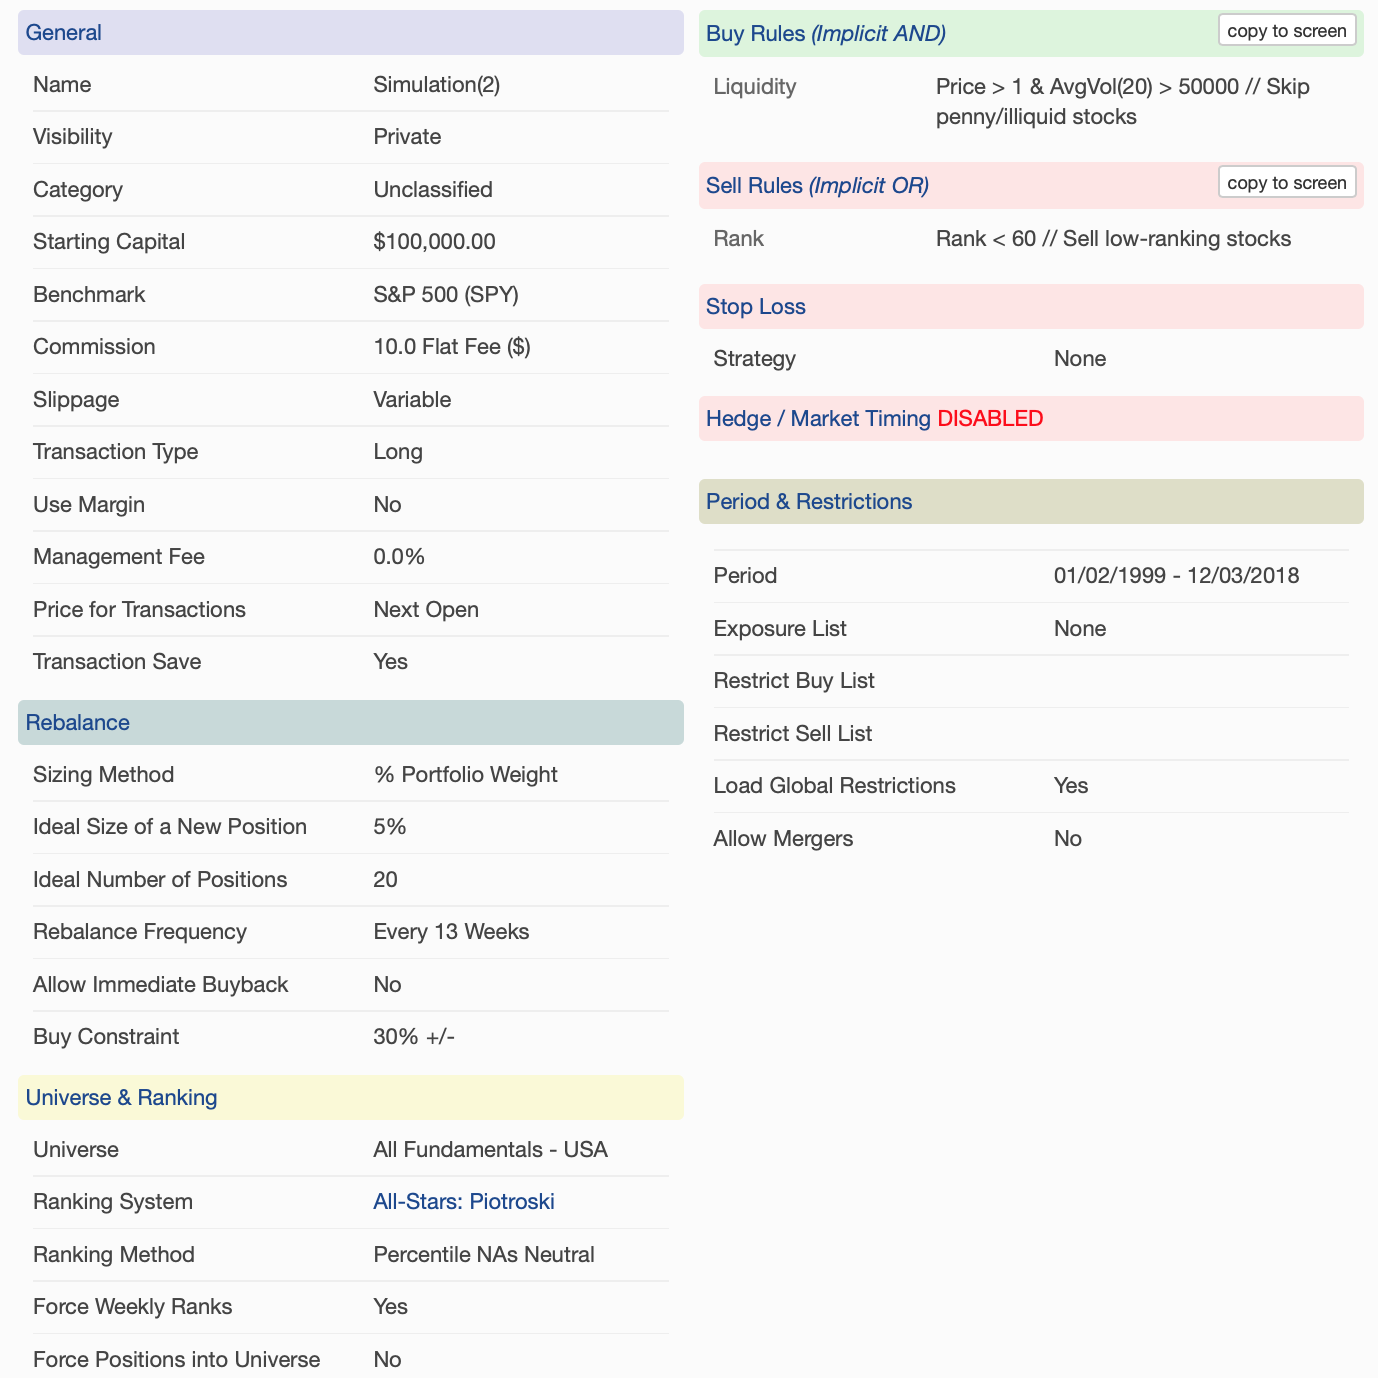 General
Name Simulation(2)
Visibility Private
Category Unclassified
Starting Capital $100,000.00
Benchmark S&P 500 (SPY)
Commission 10.0 Flat Fee ($)
Slippage Variable
Transaction Type Long
Use Margin No
Management Fee 0.0%
Price for Transactions Next Open
Transaction Save Yes
Rebalance
Sizing Method % Portfolio Weight
Ideal Size of a New Position 5%
Ideal Number of Positions 20
Rebalance Frequency Every 13 Weeks
Allow Immediate Buyback No
Buy Constraint 30% +/-
Universe & Ranking
Universe All Fundamentals - USA
Ranking System All-Stars: Piotroski
Ranking Method Percentile NAs Neutral
Force Weekly Ranks Yes
Force Positions into Universe No
Buy Rules (Implicit AND) copy to screen
Liquidity Price > 1 & AvgVol(20) > 50000 // Skip
penny/illiquid stocks
Sell Rules (Implicit OR) copy to screen
Rank Rank < 60 // Sell low-ranking stocks
Stop Loss
Strategy None
Hedge / Market Timing DISABLED
Period & Restrictions
Period 01/02/1999 - 12/03/2018
Exposure List None
Restrict Buy List
Restrict Sell List
Load Global Restrictions Yes
Allow Mergers No